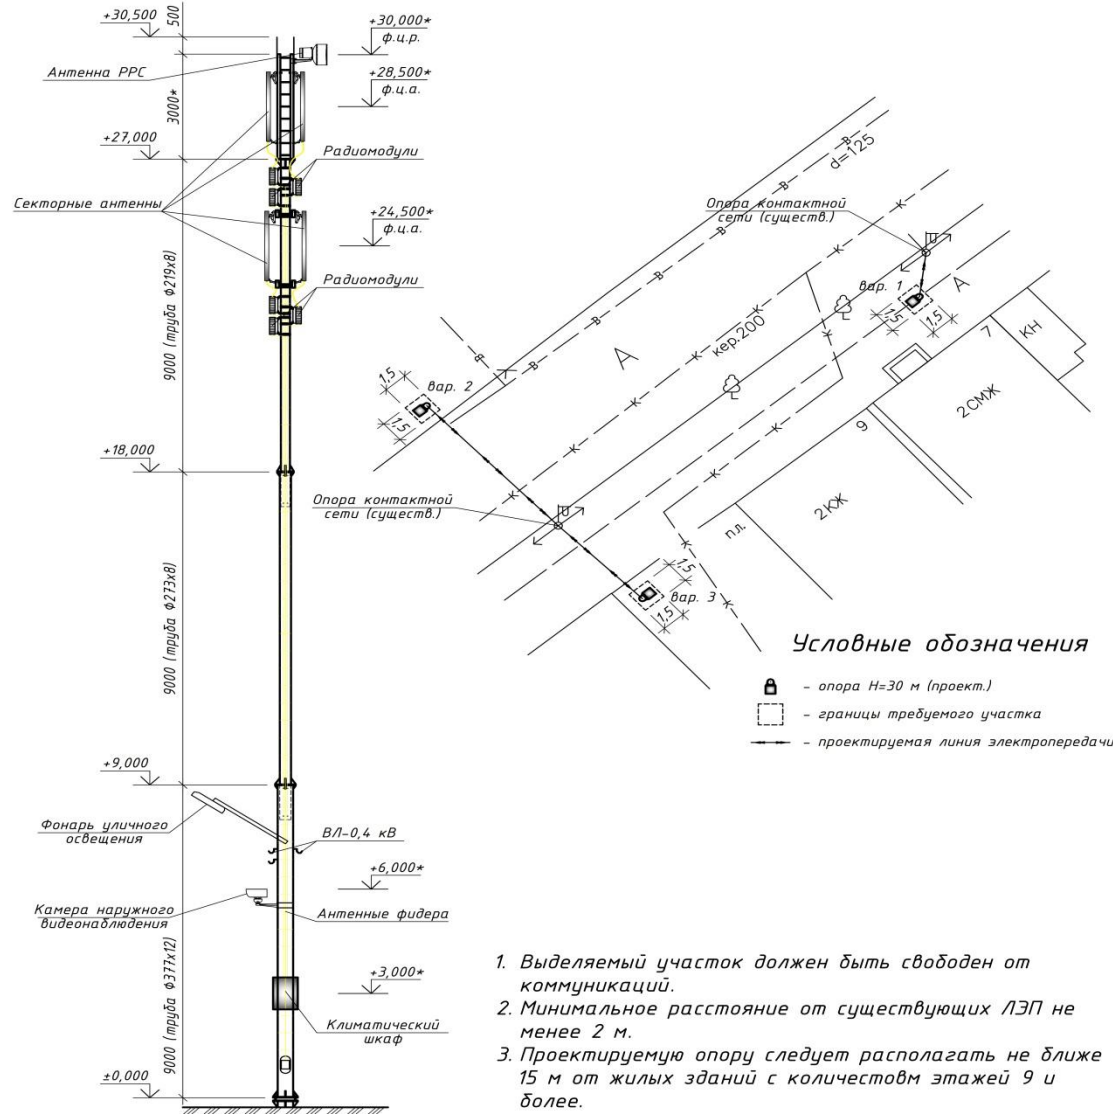 +30,500
500
+30,000*
ф.ц.р.
Антенна РРС
+28,500*
ф.ц.а.
3000*
+27,000
Радиомодули
Секторные антенны
+24,500*
ф.ц.а.
Радиомодули
9000 (труба ф219х8)
+18,000
9000 (труба ф273х8)
+9,000
Фонарь уличного
освещения
ВЛ-0,4 кВ
+6,000*
Камера наружного
видеонаблюдения
Антенные фидера
9000 (труба ф377х12)
+3,000*
Климатический
шкаф
±0,000
В
d=125
В
В
В
В
В
К
К
К
К
К
К
кер.200
А
А
Опора контактной
сети (существ.)
вар. 1
1,5
1,5
7
КН
2СМЖ
9
2КЖ
пл.
К
К
К
К
К
1,5
вар. 2
1,5
Опора контактной
сети (существ.)
1,5
вар. 3
1,5
Условные обозначения
- опора Н=30 м (проект.)
- границы требуемого участка
- проектируемая линия электропередачи
1. Выделяемый участок должен быть свободен от
коммуникаций.
2. Минимальное расстояние от существующих ЛЭП не
менее 2 м.
3. Проектируемую опору следует располагать не ближе
15 м от жилых зданий с количестовм этажей 9 и
более.